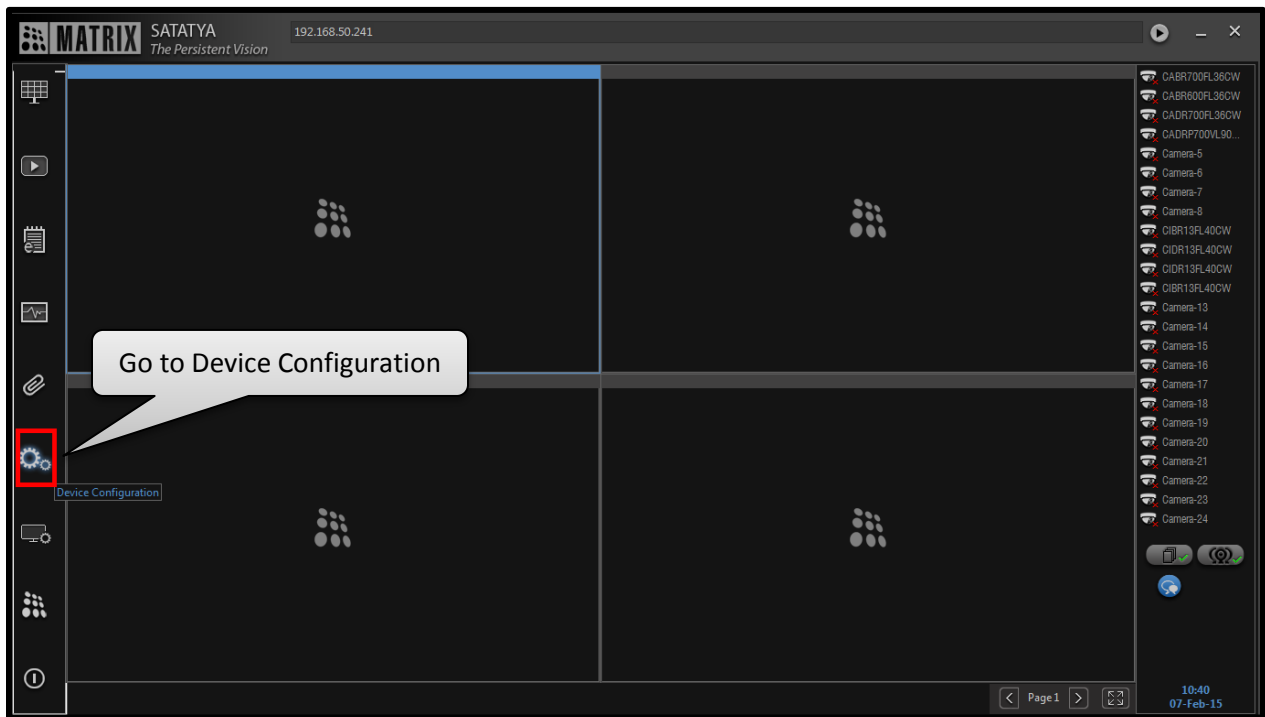 MATRIX
SATATYA
The Persistent Vision
192.168.50.241
CABR700FL36CW
CABR600FL36CW
CADR700FL36CW
CADRP700VL90...
Camera-5
Camera-6
Camera-7
Camera-8
CIBR13FL40CW
CIDR13FL40CW
CIDR13FL40CW
CIBR13FL40CW
Camera-13
Camera-14
Camera-15
Camera-16
Camera-17
Camera-18
Camera-19
Camera-20
Camera-21
Camera-22
Camera-23
Camera-24
Go to Device Configuration
Device Configuration
Page 1
10:40
07-Feb-15